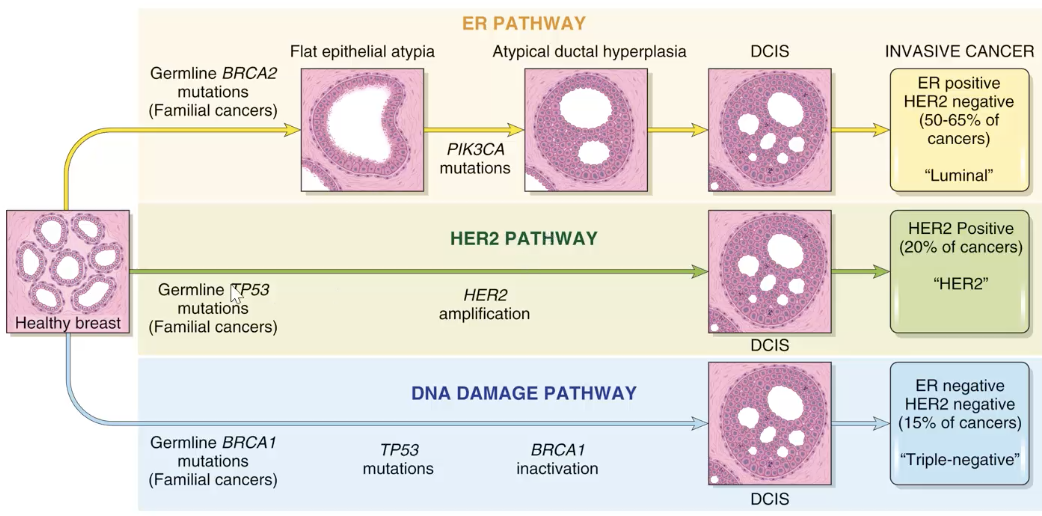 ER PATHWAY
Flat epithelial atypia
Atypical ductal hyperplasia
DCIS
INVASIVE CANCER
Germline BRCA2
mutations
(Familial cancers)
PIK3CA
mutations
ER positive
HER2 negative
(50-65% of
cancers)
“Luminal”
Healthy breast
HER2 PATHWAY
Germline TP53
mutations
(Familial cancers)
HER2
amplification
DCIS
HER2 Positive
(20% of cancers)
“HER2”
DNA DAMAGE PATHWAY
Germline BRCA1
mutations
(Familial cancers)
TP53
mutations
BRCA1
inactivation
DCIS
ER negative
HER2 negative
(15% of cancers)
“Triple-negative”